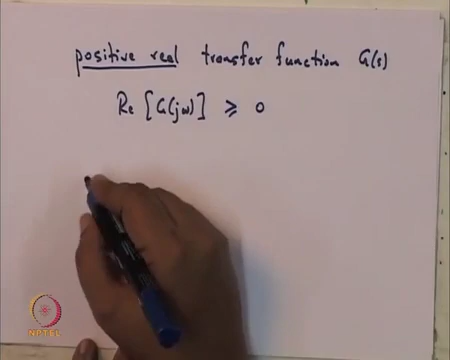 positive real transfer function G(s)
Re [G(jω)] ⩾ 0
NPTEL